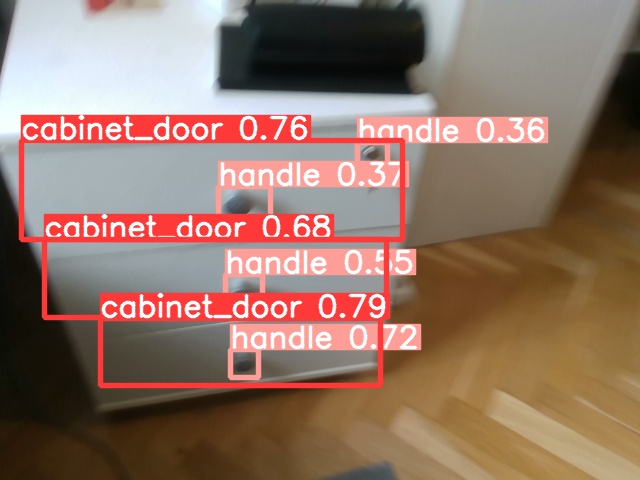 cabinet_door 0.76
handle 0.36
handle 0.37
cabinet_door 0.68
handle 0.55
cabinet_door 0.79
handle 0.72